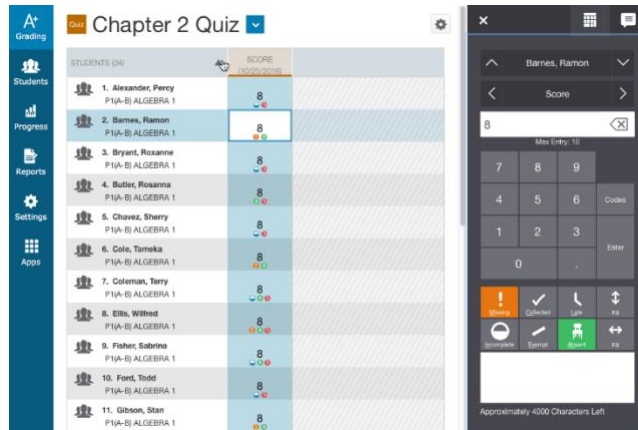 A+
Grading
Students
Progress
Reports
Settings
Apps
Quiz Chapter 2 Quiz
STUDENTS (34)
SCORE
(10/25/2016)
1. Alexander, Percy
P1(A-B) ALGEBRA 1
8
2. Barnes, Ramon
P1(A-B) ALGEBRA 1
8
3. Bryant, Roxanne
P1(A-B) ALGEBRA 1
8
4. Butler, Rosanna
P1(A-B) ALGEBRA 1
8
5. Chavez, Sherry
P1(A-B) ALGEBRA 1
8
6. Cole, Tameka
P1(A-B) ALGEBRA 1
8
7. Coleman, Terry
P1(A-B) ALGEBRA 1
8
8. Ellis, Wilfred
P1(A-B) ALGEBRA 1
8
9. Fisher, Sabrina
P1(A-B) ALGEBRA 1
8
10. Ford, Todd
P1(A-B) ALGEBRA 1
8
11. Gibson, Stan
P1(A-B) ALGEBRA 1
8
Barnes, Ramon
Score
8
Max Entry: 10
7 8 9
4 5 6 Codes
1 2 3
Enter
0 .
Missing Collected Late Fill
Incomplete Exempt Absent Fill
Approximately 4000 Characters Left